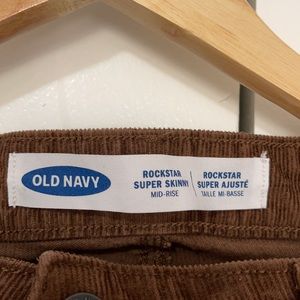 OLD NAVY
ROCKSTAR
SUPER SKINNY
MID-RISE
ROCKSTAR
SUPER AJUSTÉ
TAILLE MI-BASSE